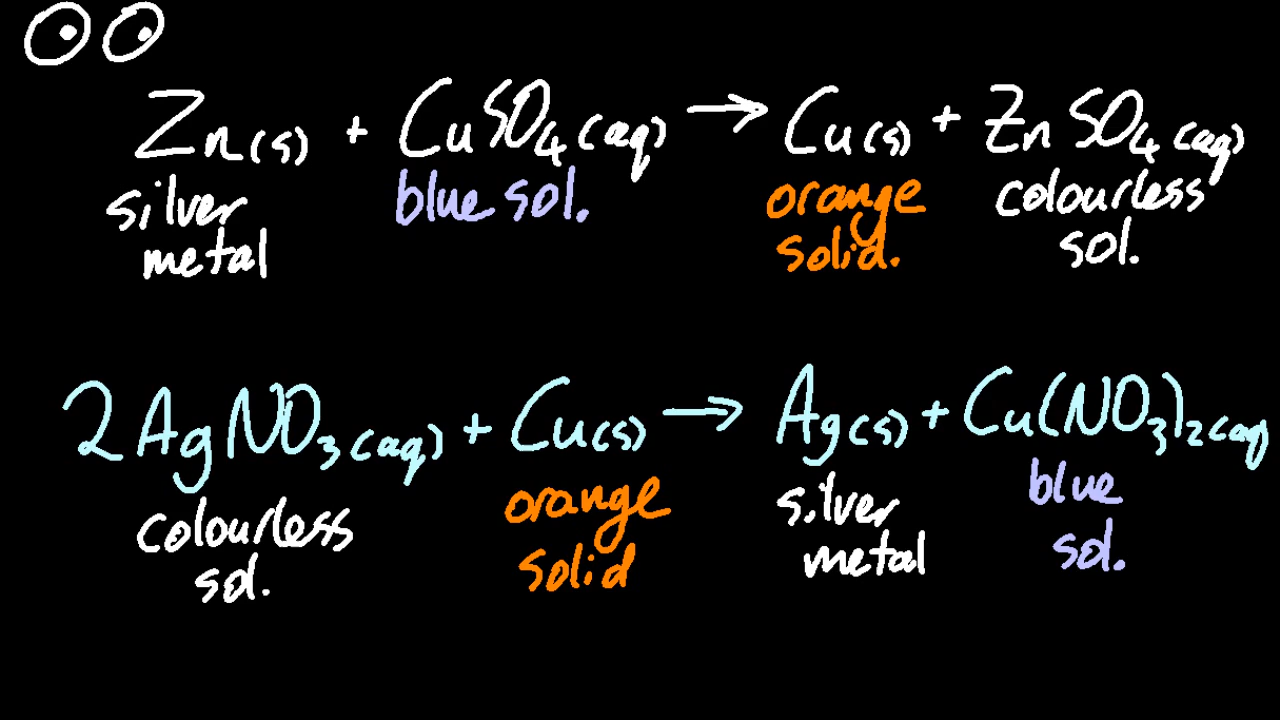 Zn(s) + CuSO4(aq) → Cu(s) + ZnSO4(aq)
silver metal
blue sol.
orange solid.
colourless sol.
2AgNO3(aq) + Cu(s) → Ag(s) + Cu(NO3)2(aq)
colourless sol.
orange solid
silver metal
blue sol.